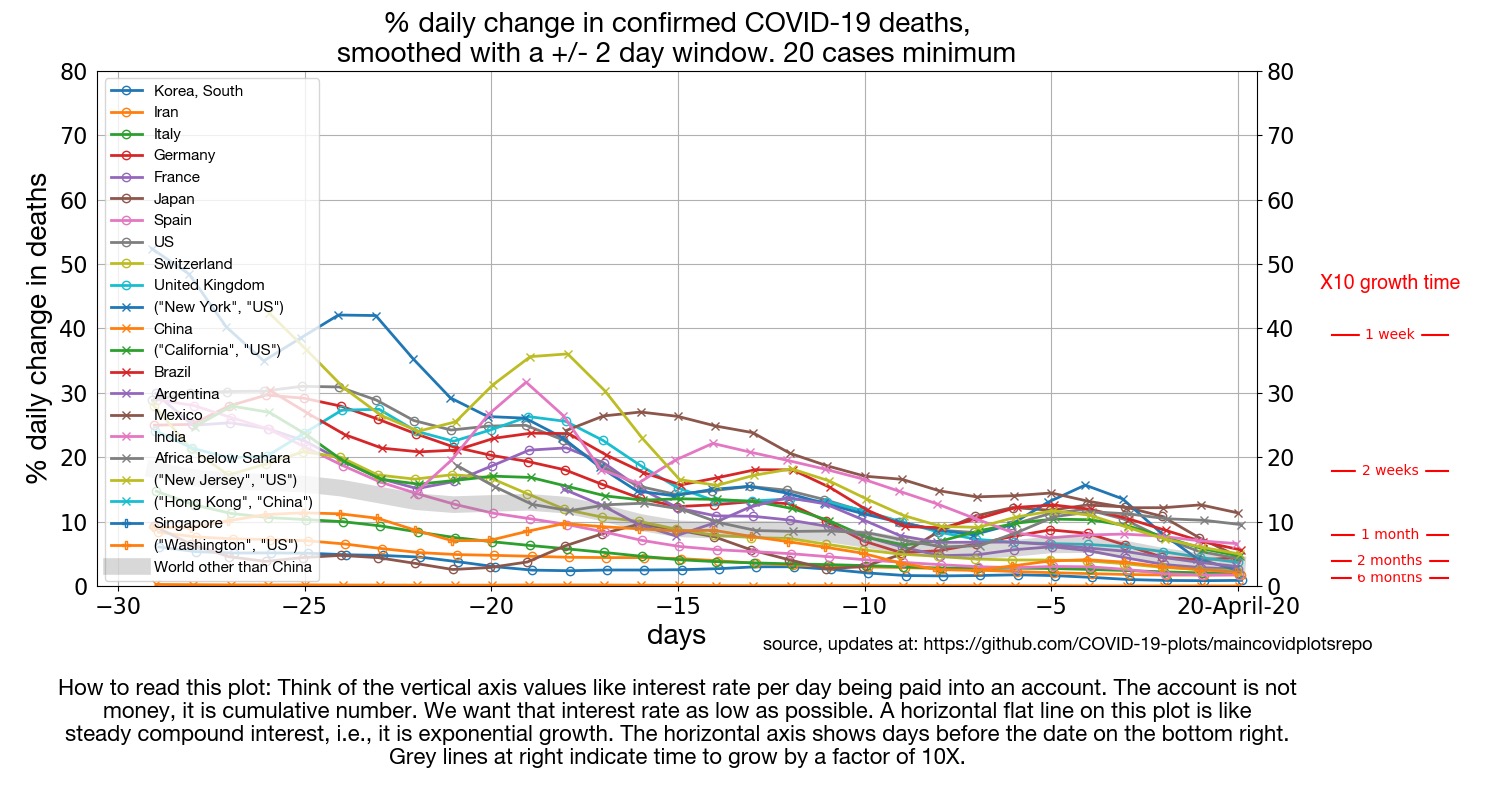 % daily change in confirmed COVID-19 deaths,
smoothed with a +/- 2 day window. 20 cases minimum
% daily change in deaths
80
70
60
50
40
30
20
10
0
Korea, South
Iran
Italy
Germany
France
Japan
Spain
US
Switzerland
United Kingdom
("New York", "US")
China
("California", "US")
Brazil
Argentina
Mexico
India
Africa below Sahara
("New Jersey", "US")
("Hong Kong", "China")
Singapore
("Washington", "US")
World other than China
80
70
60
50
40
30
20
10
0
X10 growth time
1 week
2 weeks
1 month
2 months
6 months
−30 −25 −20 −15 −10 −5 20-April-20
days
source, updates at: https://github.com/COVID-19-plots/maincovidplotsrepo
How to read this plot: Think of the vertical axis values like interest rate per day being paid into an account. The account is not
money, it is cumulative number. We want that interest rate as low as possible. A horizontal flat line on this plot is like
steady compound interest, i.e., it is exponential growth. The horizontal axis shows days before the date on the bottom right.
Grey lines at right indicate time to grow by a factor of 10X.